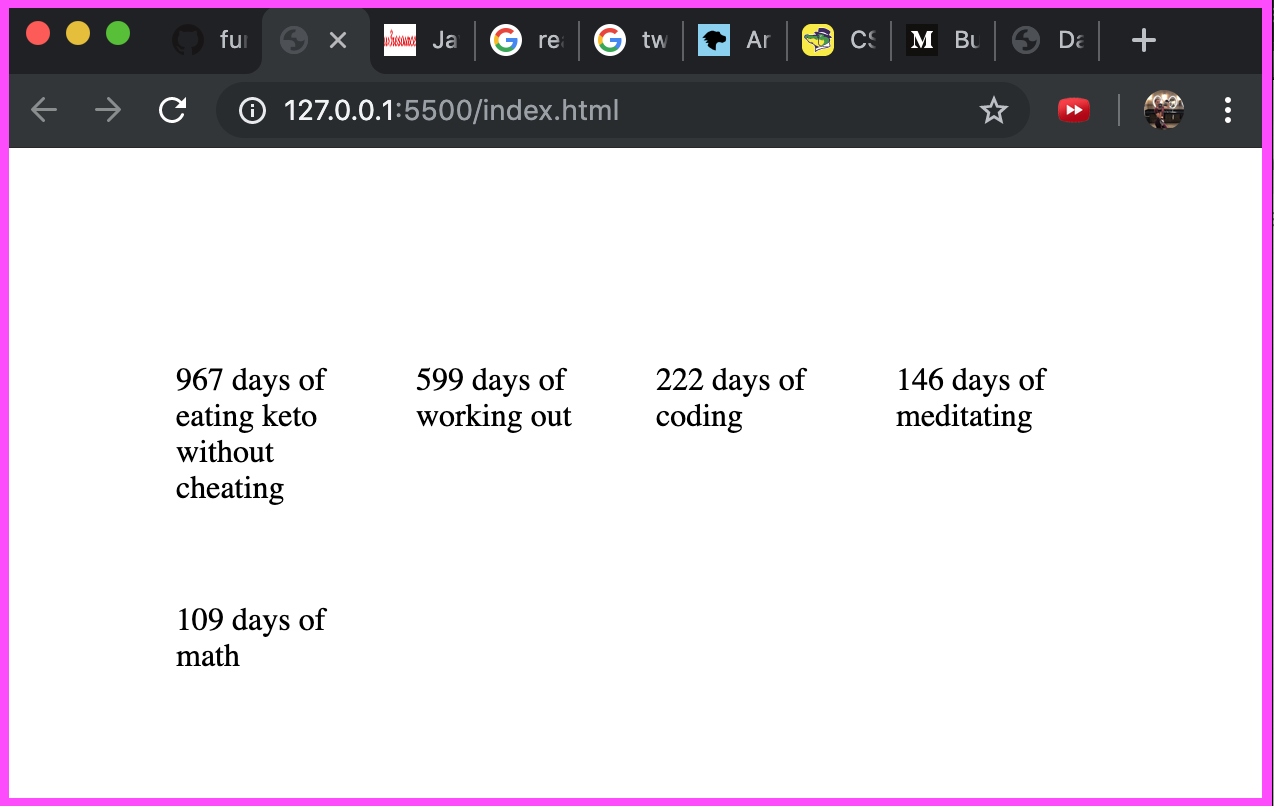 fu
Ja
re
tw
Ar
CS
M
Bu
Da
127.0.0.1:5500/index.html
967 days of
eating keto
without
cheating
599 days of
working out
222 days of
coding
146 days of
meditating
109 days of
math